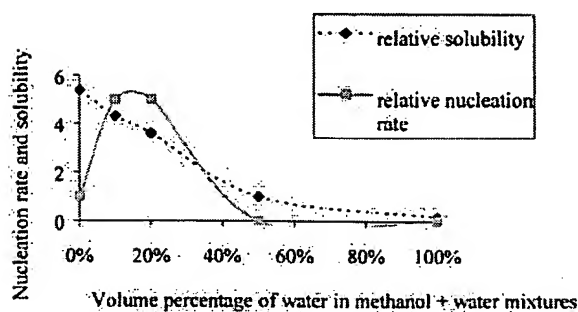 relative solubility
relative nucleation
rate
Nucleation rate and solubility
6
4
2
0
0%
20%
40%
60%
80%
100%
Volume percentage of water in methanol + water mixtures